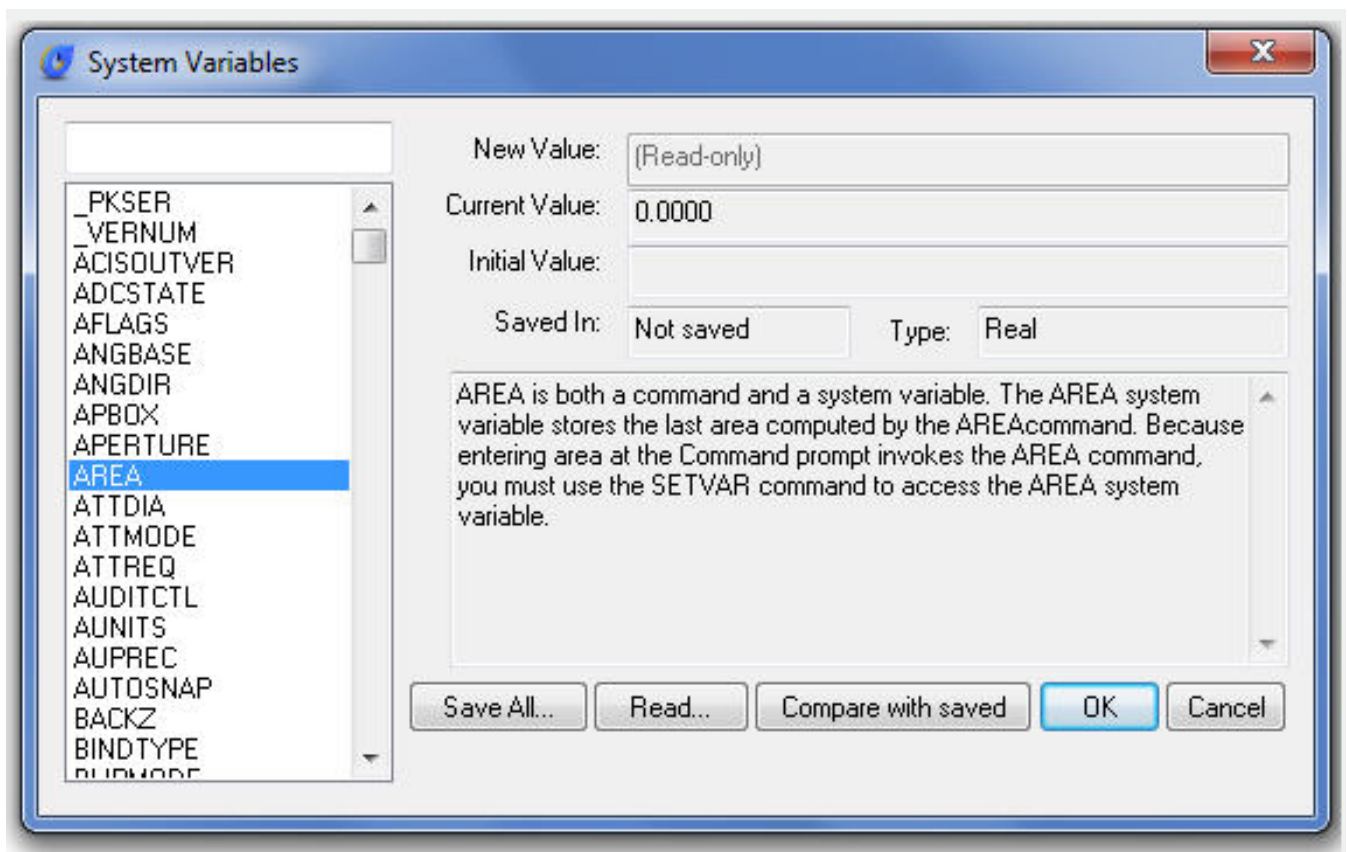 System Variables
New Value:
(Read-only)
_PKSER
_VERNUM
ACISOUTVER
ADCSTATE
AFLAGS
ANGBASE
ANGDIR
APBOX
APERTURE
AREA
ATTDIA
ATTMODE
ATTREQ
AUDITCTL
AUNITS
AUPREC
AUTOSNAP
BACKZ
BINDTYPE
Current Value:
0.0000
Initial Value:
Saved In:
Not saved
Type:
Real
AREA is both a command and a system variable. The AREA system
variable stores the last area computed by the AREAcommand. Because
entering area at the Command prompt invokes the AREA command,
you must use the SETVAR command to access the AREA system
variable.
Save All...
Read...
Compare with saved
OK
Cancel